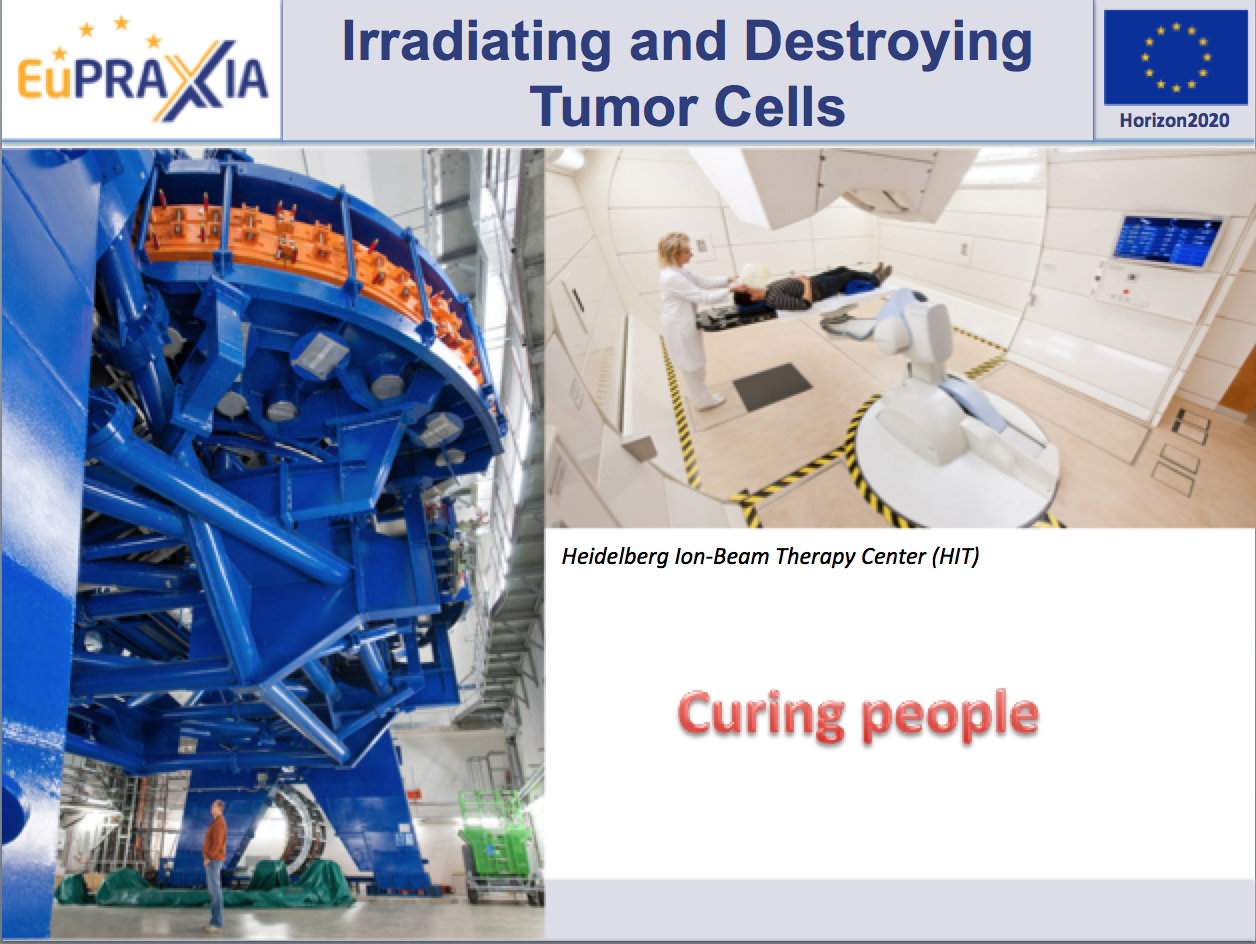 EuPRAXIA
Irradiating and Destroying
Tumor Cells
Horizon2020
Heidelberg Ion-Beam Therapy Center (HIT)
Curing people